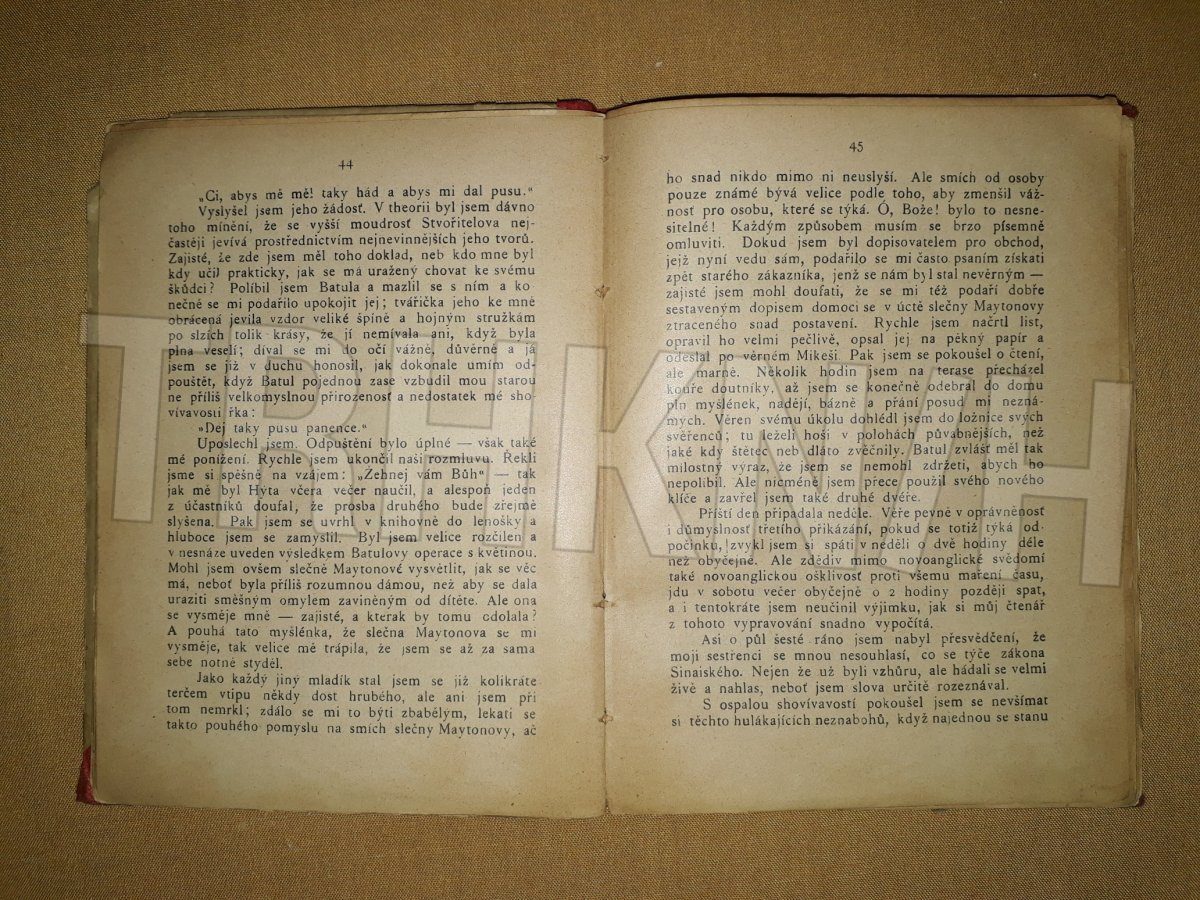 44
„Ci, abys mě mě! taky hád a abys mi dal pusu.“
Vyslyšel jsem jeho žádosť. V theorii byl jsem dávno
toho mínění, že se vyšší moudrost Stvořitelova nej-
častěji jevívá prostřednictvím nejnevinnějších jeho tvorů.
Zajisté, že zde jsem měl toho doklad, neb kdo mne byl
kdy učil prakticky, jak se má uražený chovat ke svému
škůdci? Políbil jsem Batula a mazlil se s ním a ko
nečně se mi podařilo upokojit jej; tvářička jeho ke mně
obrácená jevila vzdor veliké špíně a hojným stružkám
po slzích tolik krásy, že jí nemívala ani, když byla
plna veselí; díval se mi do očí vážně, důvěrně a já
jsem se již v duchu honosil, jak dokonale umím od-
pouštět, když Batul pojednou zase vzbudil mou starou
ne příliš velkomyslnou přirozenost a nedostatek mé sho-
vívavosti řka:
»Dej taky pusu panence.“
Uposlechl jsem. Odpuštění bylo úplné — však také
mé ponížení. Rychle jsem ukončil naši rozmluvu. Řekli
jsme si spěšně na vzájem: „Žehnej vám Bůh“ — tak
jak mě byl Hýta včera večer naučil, a alespoň jeden
z účastníků doufal, že prosba druhého bude zřejmě
slyšena. Pak jsem se uvrhl v knihovně do lenošky a
hluboce jsem se zamyslil. Byl jsem velice rozčilen a
v nesnáze uveden výsledkem Batulovy operace s květinou.
Mohl jsem ovšem slečně Maytonové vysvětlit, jak se věc
má, neboť byla příliš rozumnou dámou, než aby se dala
uraziti směšným omylem zaviněným od dítěte. Ale ona
se vysměje mně — zajisté, a kterak by tomu odolala?
A pouhá tato myšlénka, že slečna Maytonova se mi
vysměje, tak velice mé trápila, že jsem se až za sama
sebe notně styděl.
Jako každý jiný mladík stal jsem se již kolikráte
terčem vtipu někdy dost hrubého, ale ani jsem při
tom nemrkl; zdálo se mi to býti zbabělým, lekati se
takto pouhého pomyslu na smích slečny Maytonovy, ač
45
ho snad nikdo mimo ni neuslyší. Ale smích od osoby
pouze známé bývá velice podle toho, aby zmenšil váž-
nosť pro osobu, které se týká. Ó, Bože! bylo to nesne-
sitelné! Každým způsobem musím se brzo písemně
omluviti. Dokud jsem byl dopisovatelem pro obchod,
jejž nyní vedu sám, podařilo se mi často psaním získati
zpět starého zákazníka, jenž se nám byl stal nevěrným —
zajisté jsem mohl doufati, že se mi též podaří dobře
sestaveným dopisem domoci se v úctě slečny Maytonovy
ztraceného snad postavení. Rychle jsem načrtl list,
opravil ho velmi pečlivě, opsal jej na pěkný papír a
odeslal po věrném Mikeši. Pak jsem se pokoušel o čtení,
ale marně. Několik hodin jsem na terase přecházel
kouře doutníky, až jsem se konečně odebral do domu
pln myšlének, nadějí, bázně a přání posud mi nezná-
mých. Věren svému úkolu dohlédl jsem do ložnice svých
svěřenců; tu leželi hoši v polohách půvabnějších, než
jaké kdy štětec neb dláto zvěčnily. Batul zvlášť měl tak
milostný výraz, že jsem se nemohl zdržeti, abych ho
nepolibil. Ale nicméně jsem přece použil svého nového
klíče a zavřel jsem také druhé dvéře.
Příští den připadala neděle. Věře pevně v oprávněnosť
i důmyslnosť třetího přikázání, pokud se totiž týká od-
počinku, zvykl jsem si spáti v neděli o dvě hodiny déle
než obyčejně. Ale zdědiv mimo novoanglické svědomí
také novoanglickou ošklivosť proti všemu maření času,
jdu v sobotu večer obyčejně o 2 hodiny později spat,
a i tentokráte jsem neučinil výjimku, jak si můj čtenář
z tohoto vypravování snadno vypočítá.
Asi o půl šesté ráno jsem nabyl přesvědčení, že
moji sestřenci se mnou nesouhlasí, co se týče zákona
Sinaiského. Nejen že už byli vzhůru, ale hádali se velmi
živě a nahlas, neboť jsem slova určitě rozeznával.
S ospalou shovívavostí pokoušel jsem se nevšímat
si těchto hulákajících neznabohů, když najednou se stanu
TRHKNIH